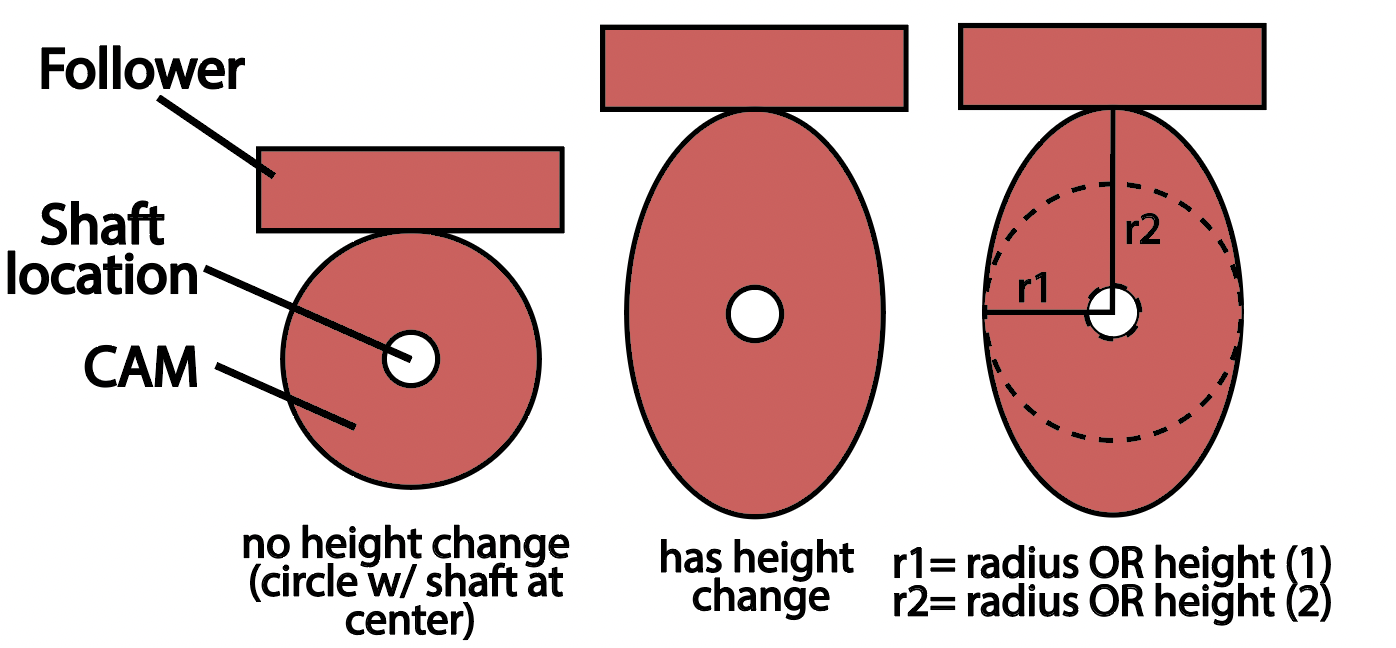 Follower
Shaft
location
CAM
r2
r1
no height change
(circle w/ shaft at
center)
has height
change
r1= radius OR height (1)
r2= radius OR height (2)